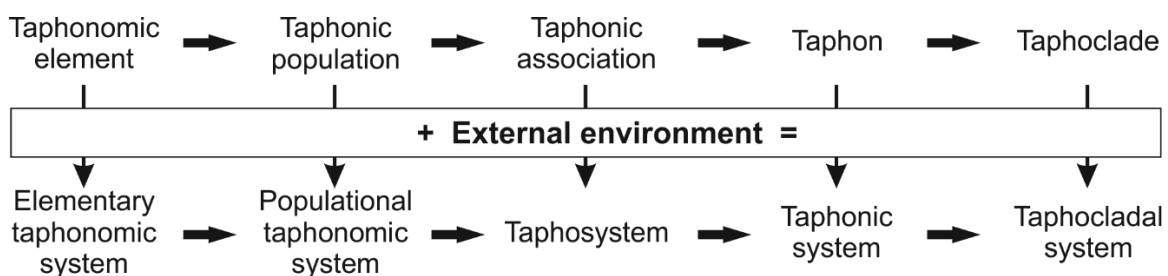 Taphonomic
element
Taphonic
population
Taphonic
association
Taphon
Taphoclade
+ External environment =
Elementary
taphonomic
system
Populational
taphonomic
system
Taphosystem
Taphonic
system
Taphocladal
system